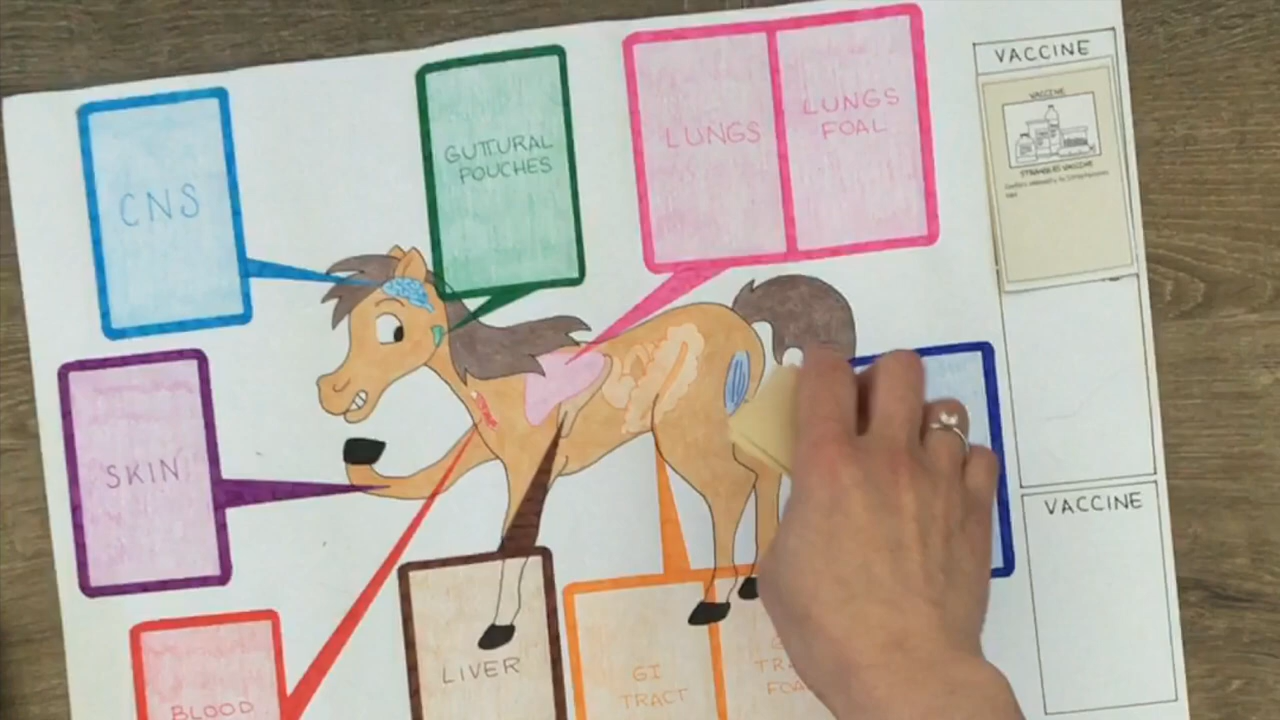 CNS
GUTTURAL
POUCHES
LUNGS
LUNGS
FOAL
VACCINE
VACCINE
SKIN
VACCINE
BLOOD
LIVER
GI
TRACT